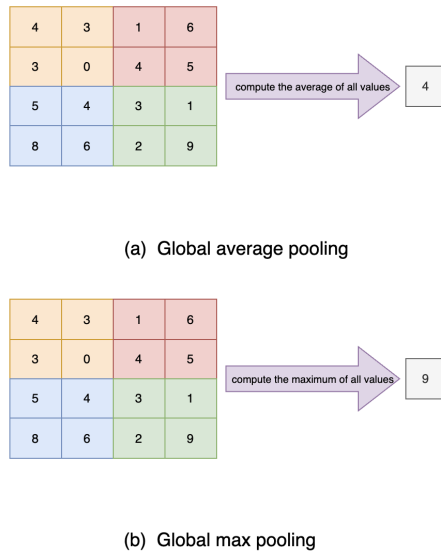 4 3 1 6
3 0 4 5
compute the average of all values
4
5 4 3 1
8 6 2 9
(a) Global average pooling
4 3 1 6
3 0 4 5
compute the maximum of all values
9
5 4 3 1
8 6 2 9
(b) Global max pooling